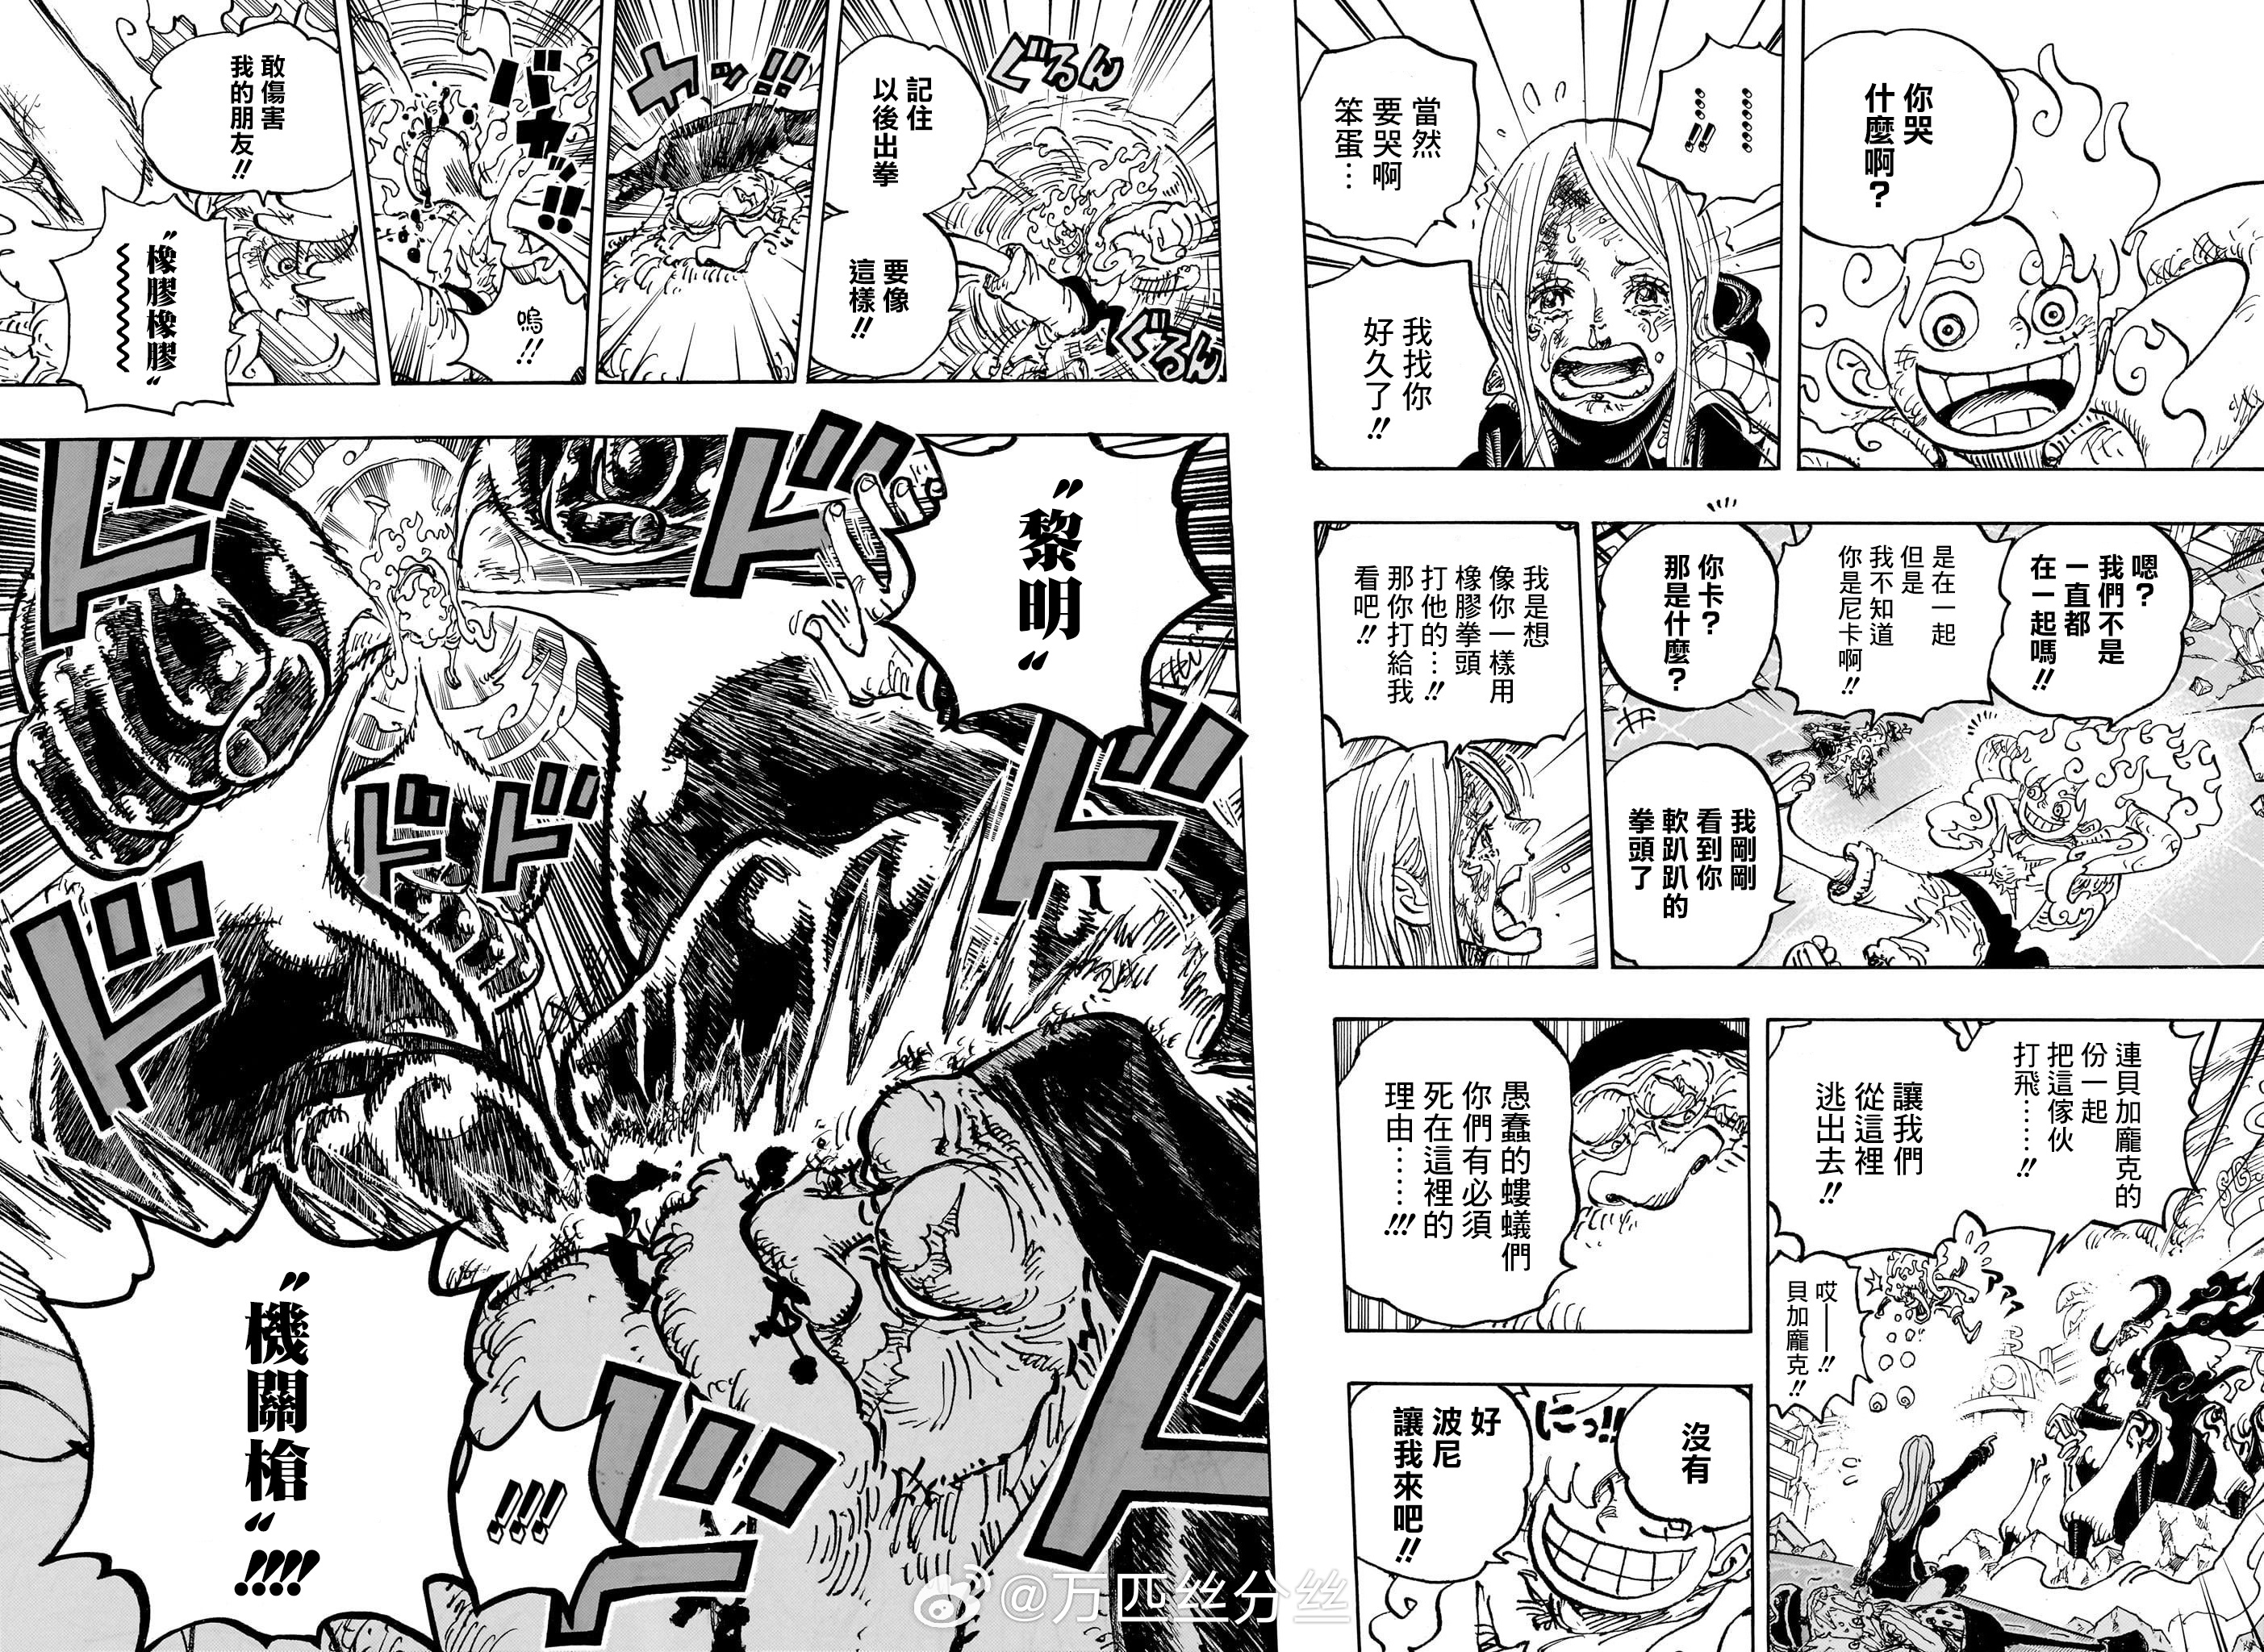 你哭
什麼啊？
………
…!!
當然
要哭啊
笨蛋…
我找你
好久了!!
嗯？
我們不是
一直都
在一起嗎!!
是在一起
但是
我不知道
你是尼卡啊!!
你卡？
那是什麼？
我剛剛
看到你
軟趴趴的
拳頭了
我是想
像你一樣用
橡膠拳頭
打他的…!!
那你打給我
看吧!!
連貝加龐克的
份一起
把這傢伙
打飛……!!
讓我們
從這裡
逃出去!!
哎——!!
貝加龐克!!
愚蠢的螻蟻們
你們有必須
死在這裡的
理由……!!!
沒有
にっ!!
好
波尼
讓我來吧!!
ぐるん
記住
以後出拳
要像
這樣!!
ぐるん
ヤッ!!
バカッ!!
嗚!!
敢傷害
我的朋友!!
“橡膠橡膠”
“黎明”
ドドドドドドドド
“機關槍”!!!!
!!!
@万匹丝分丝